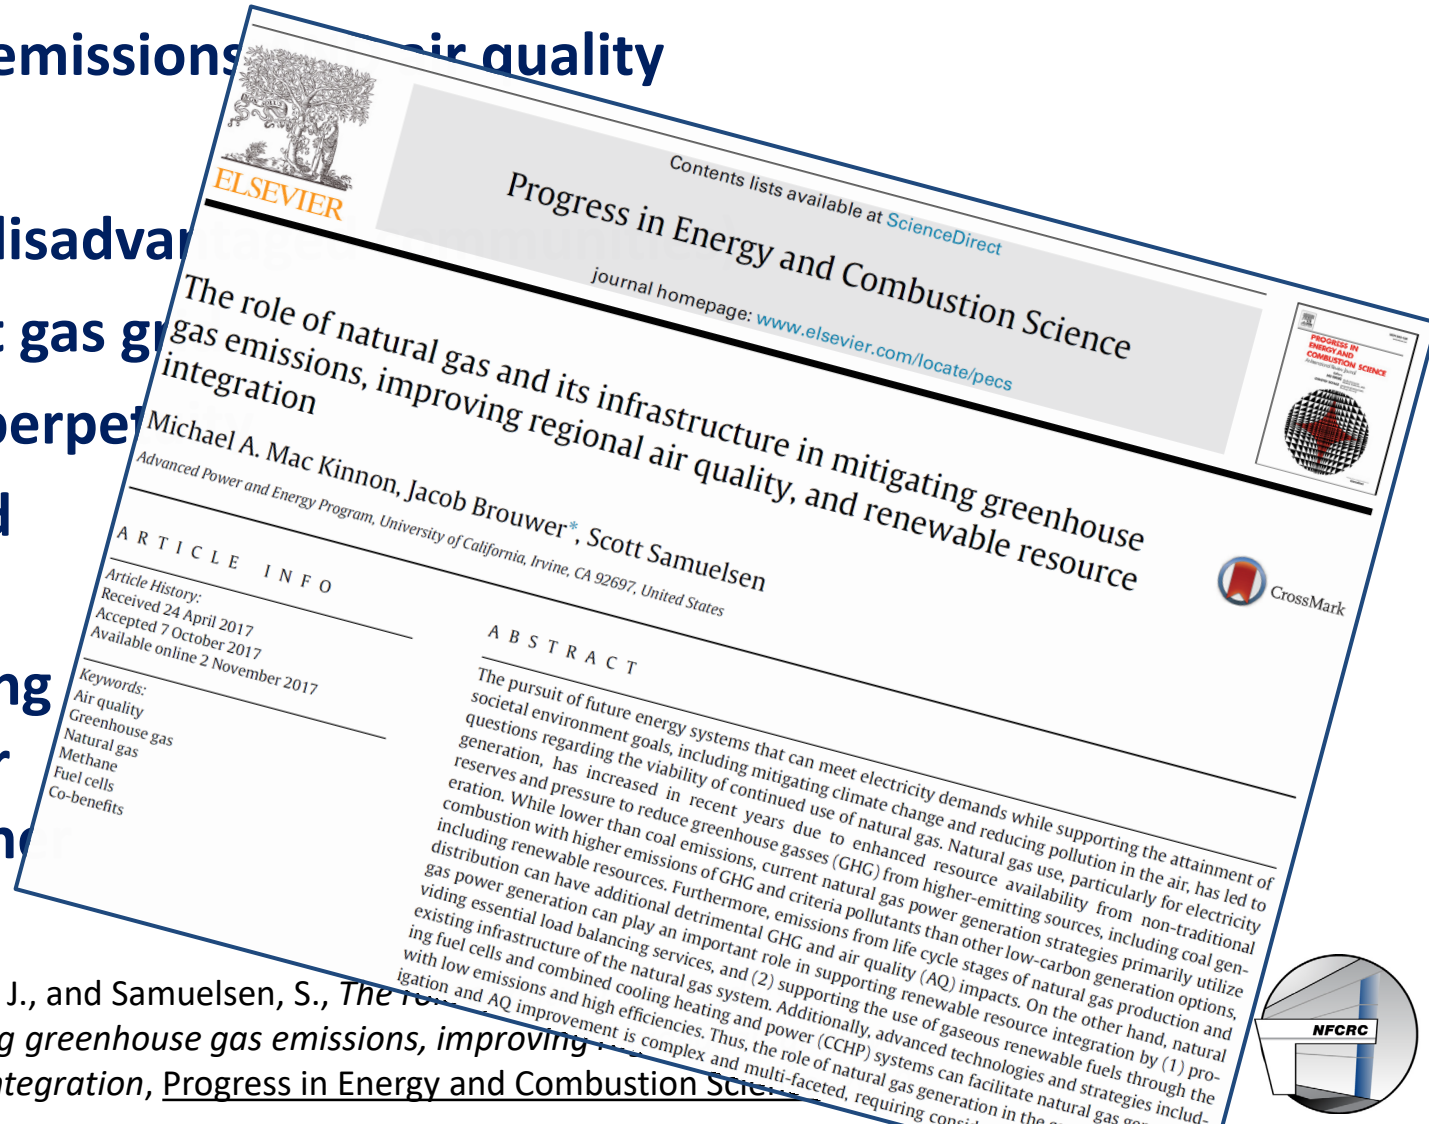 emissions air quality
disadvantaged communities
t gas gr
perpet
d
ng
r
her
ELSEVIER
Contents lists available at ScienceDirect
Progress in Energy and Combustion Science
journal homepage: www.elsevier.com/locate/pecs
PROGRESS IN
ENERGY AND
COMBUSTION SCIENCE
The role of natural gas and its infrastructure in mitigating greenhouse
gas emissions, improving regional air quality, and renewable resource
integration
Michael A. Mac Kinnon, Jacob Brouwer*, Scott Samuelsen
Advanced Power and Energy Program, University of California, Irvine, CA 92697, United States
CrossMark
ARTICLE INFO
Article History:
Received 24 April 2017
Accepted 7 October 2017
Available online 2 November 2017
Keywords:
Air quality
Greenhouse gas
Natural gas
Methane
Fuel cells
Co-benefits
ABSTRACT
The pursuit of future energy systems that can meet electricity demands while supporting the attainment of
societal environment goals, including mitigating climate change and reducing pollution in the air, has led to
questions regarding the viability of continued use of natural gas. Natural gas use, particularly for electricity
generation, has increased in recent years due to enhanced resource availability from non-traditional
reserves and pressure to reduce greenhouse gasses (GHG) from higher-emitting sources, including coal gen-
eration. While lower than coal emissions, current natural gas power generation strategies primarily utilize
combustion with higher emissions of GHG and criteria pollutants than other low-carbon generation options,
including renewable resources. Furthermore, emissions from life cycle stages of natural gas production and
distribution can have additional detrimental GHG and air quality (AQ) impacts. On the other hand, natural
gas power generation can play an important role in supporting renewable resource integration by (1) pro-
viding essential load balancing services, and (2) supporting the use of gaseous renewable fuels through the
existing infrastructure of the natural gas system. Additionally, advanced technologies and strategies includ-
ing fuel cells and combined cooling heating and power (CCHP) systems can facilitate natural gas gen
with low emissions and high efficiencies. Thus, the role of natural gas generation in the
igation and AQ improvement is complex and multi-faceted, requiring consid
J., and Samuelsen, S., The
g greenhouse gas emissions, improving
ntegration, Progress in Energy and Combustion Scien
NFCRC